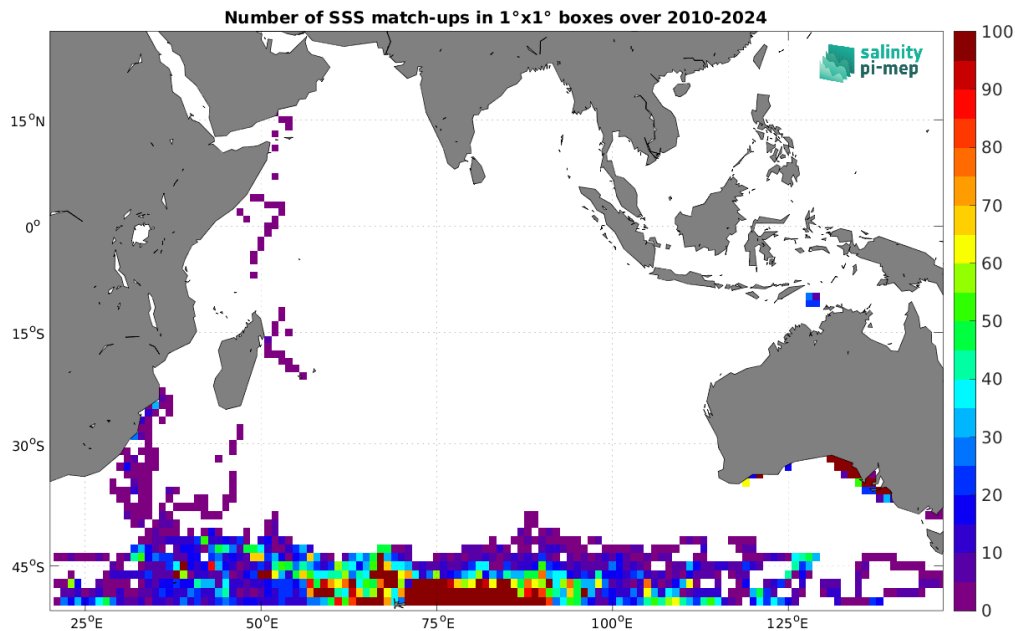 Number of SSS match-ups in 1°x1° boxes over 2010-2024
salinity
pi-mep
15°N
0°
15°S
30°S
45°S
25°E
50°E
75°E
100°E
125°E
100
90
80
70
60
50
40
30
20
10
0